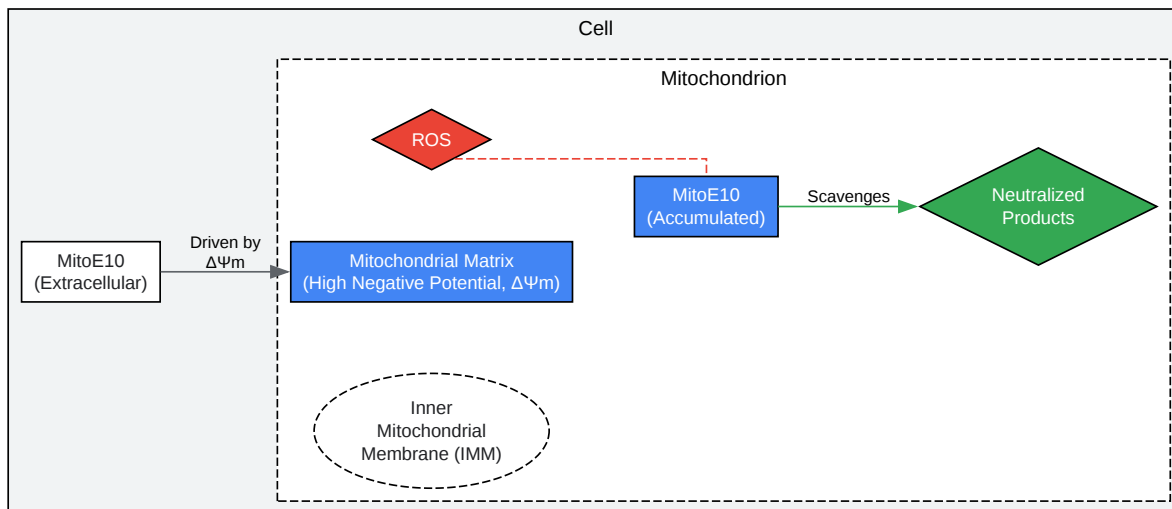 Cell
Mitochondrion
ROS
MitoE10
(Accumulated)
Scavenges
Neutralized
Products
MitoE10
(Extracellular)
Driven by
ΔΨm
Mitochondrial Matrix
(High Negative Potential, ΔΨm)
Inner
Mitochondrial
Membrane (IMM)